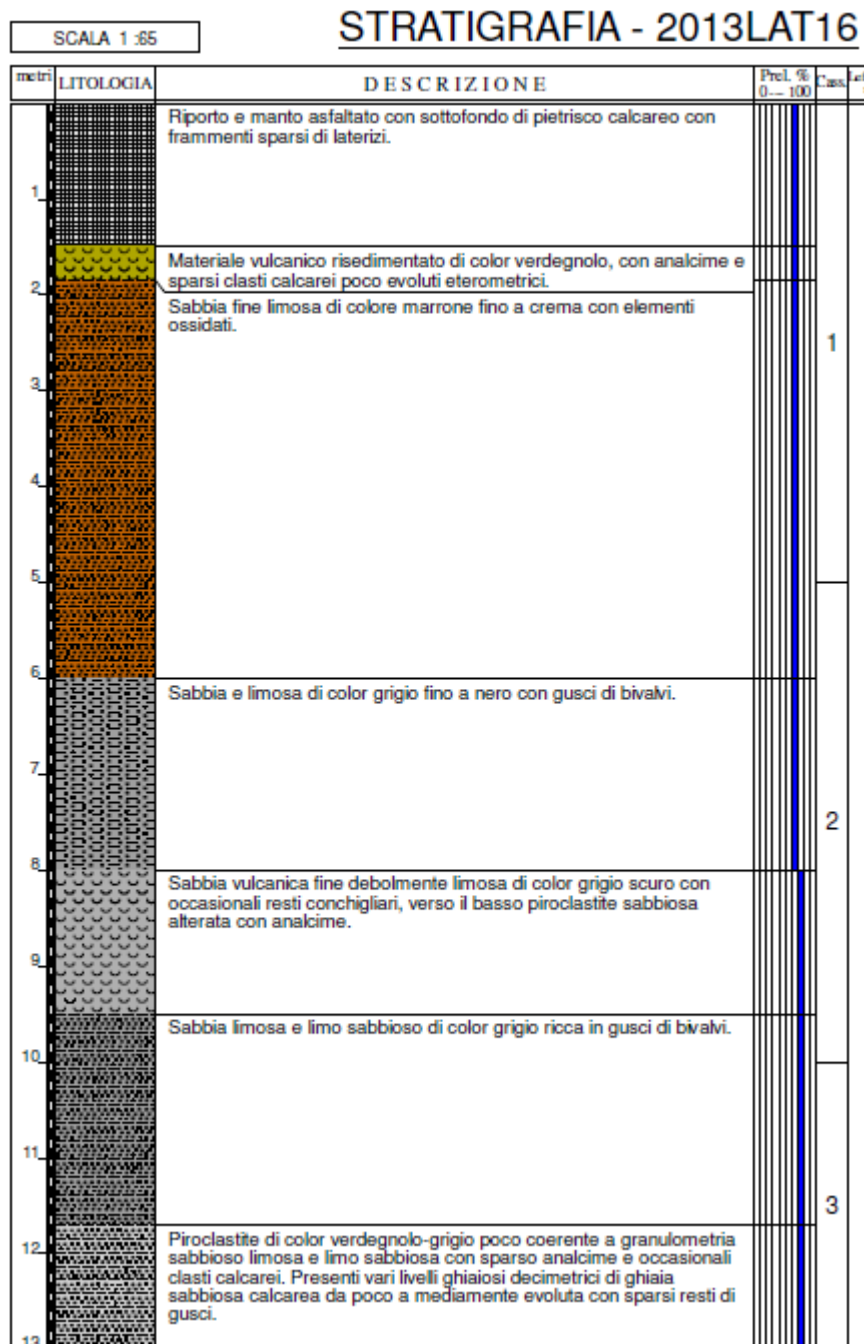 SCALA 1 :65
STRATIGRAFIA - 2013LAT16
metri LITOLOGIA DESCRIZIONE Prel. % 0--- 100 Cass.
Riporto e manto asfaltato con sottofondo di pietrisco calcareo con
frammenti sparsi di laterizi.
1
Materiale vulcanico risedimentato di color verdegnolo, con analcime e
sparsi clasti calcarei poco evoluti eterometrici.
2
Sabbia fine limosa di colore marrone fino a crema con elementi
ossidati.
1
3
4
5
6
Sabbia e limosa di color grigio fino a nero con gusci di bivalvi.
7
2
8
Sabbia vulcanica fine debolmente limosa di color grigio scuro con
occasionali resti conchigliari, verso il basso piroclastite sabbiosa
alterata con analcime.
9
Sabbia limosa e limo sabbioso di color grigio ricca in gusci di bivalvi.
10
11
3
Piroclastite di color verdegnolo-grigio poco coerente a granulometria
12
sabbioso limosa e limo sabbiosa con sparso analcime e occasionali
clasti calcarei. Presenti vari livelli ghiaiosi decimetrici di ghiaia
sabbiosa calcarea da poco a mediamente evoluta con sparsi resti di
gusci.
13